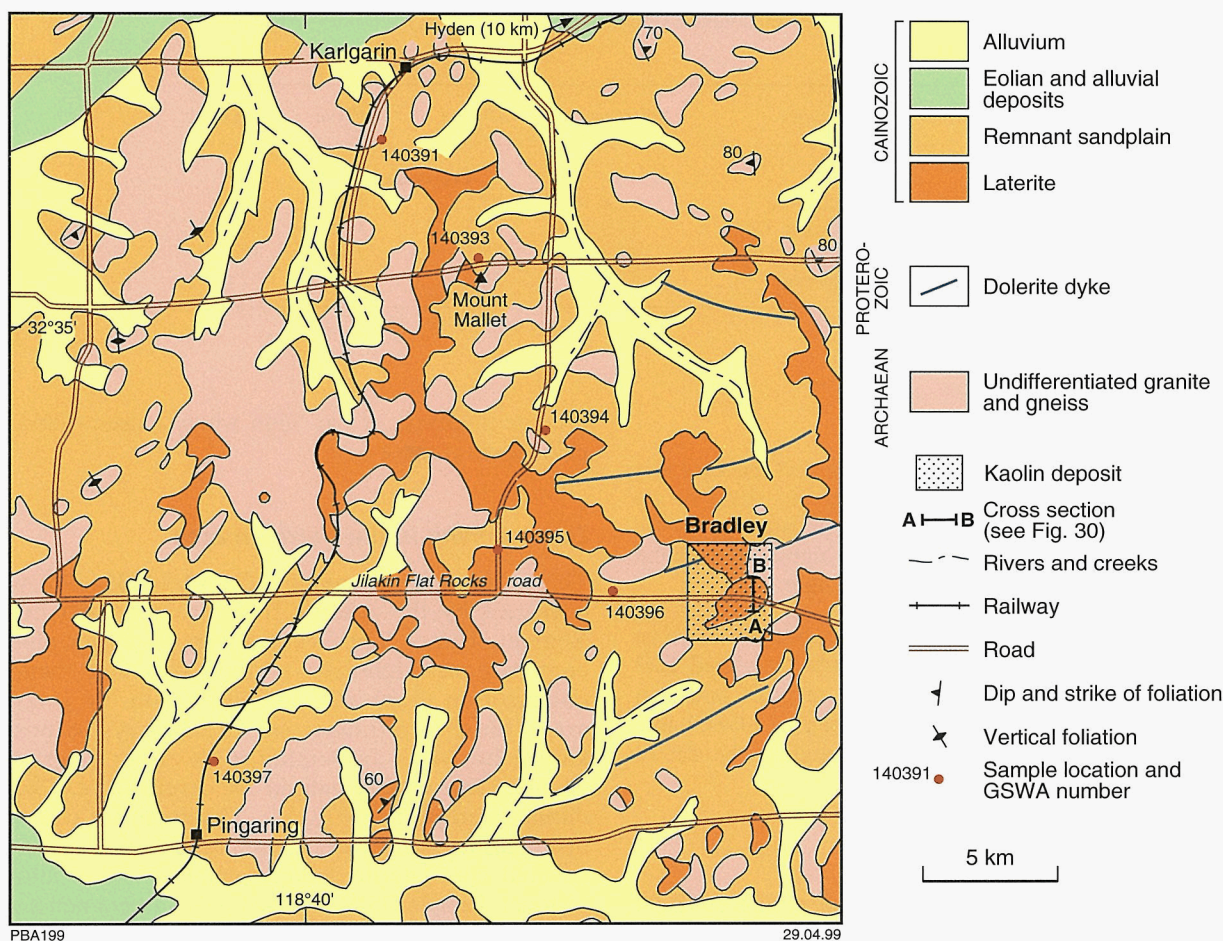 Hyden (10 km)
Karlgarin
70
140391
80
140393
80
Mount
Mallet
32°35'
140394
Bradley
140395
B
Jilakin Flat Rocks road
140396
A
140397
60
Pingaring
118°40'
PBA199
29.04.99
CAINOZOIC
Alluvium
Eolian and alluvial
deposits
Remnant sandplain
Laterite
PROTERO-
ZOIC
Dolerite dyke
ARCHAEAN
Undifferentiated granite
and gneiss
Kaolin deposit
A B Cross section
(see Fig. 30)
Rivers and creeks
Railway
Road
Dip and strike of foliation
Vertical foliation
140391 Sample location and
GSWA number
5 km